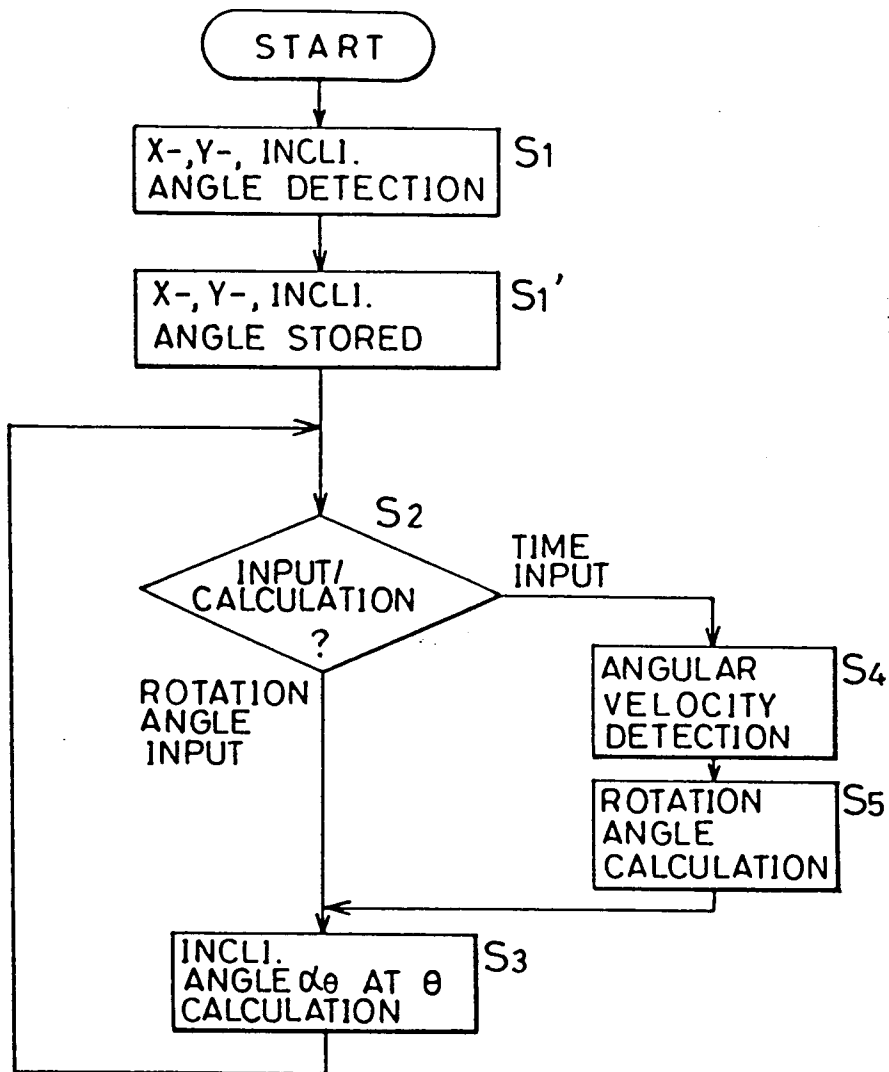 START
X-, Y-, INCLI.
ANGLE DETECTION
S1
X-, Y-, INCLI.
ANGLE STORED
S1'
S2
INPUT/
CALCULATION
?
TIME
INPUT
ROTATION
ANGLE
INPUT
ANGULAR
VELOCITY
DETECTION
S4
ROTATION
ANGLE
CALCULATION
S5
INCLI.
ANGLE αθ AT θ
CALCULATION
S3